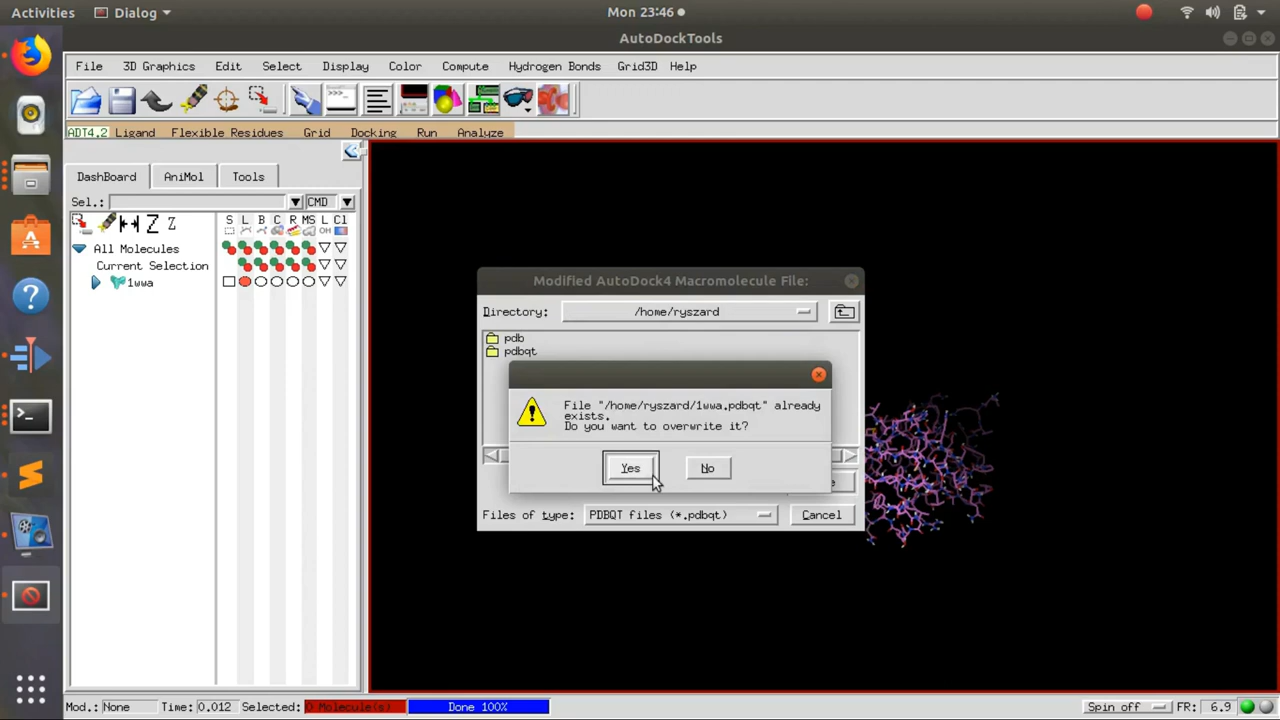 Activities
Dialog
Mon 23:46
AutoDockTools
File 3D Graphics Edit Select Display Color Compute Hydrogen Bonds Grid3D Help
ADT4.2 Ligand Flexible Residues Grid Docking Run Analyze
DashBoard AniMol Tools
Sel.: CMD
S L B C R MS L Cl
All Molecules
Current Selection
1wwa
Modified AutoDock4 Macromolecule File:
Directory: /home/ryszard
pdb
pdbqt
File "/home/ryszard/1wwa.pdbqt" already
exists.
Do you want to overwrite it?
Yes No
Files of type: PDBQT files (*.pdbqt) Cancel
Mod.: None Time: 0.012 Selected: 0 Molecule(s) Done 100% Spin off FR: 6.9